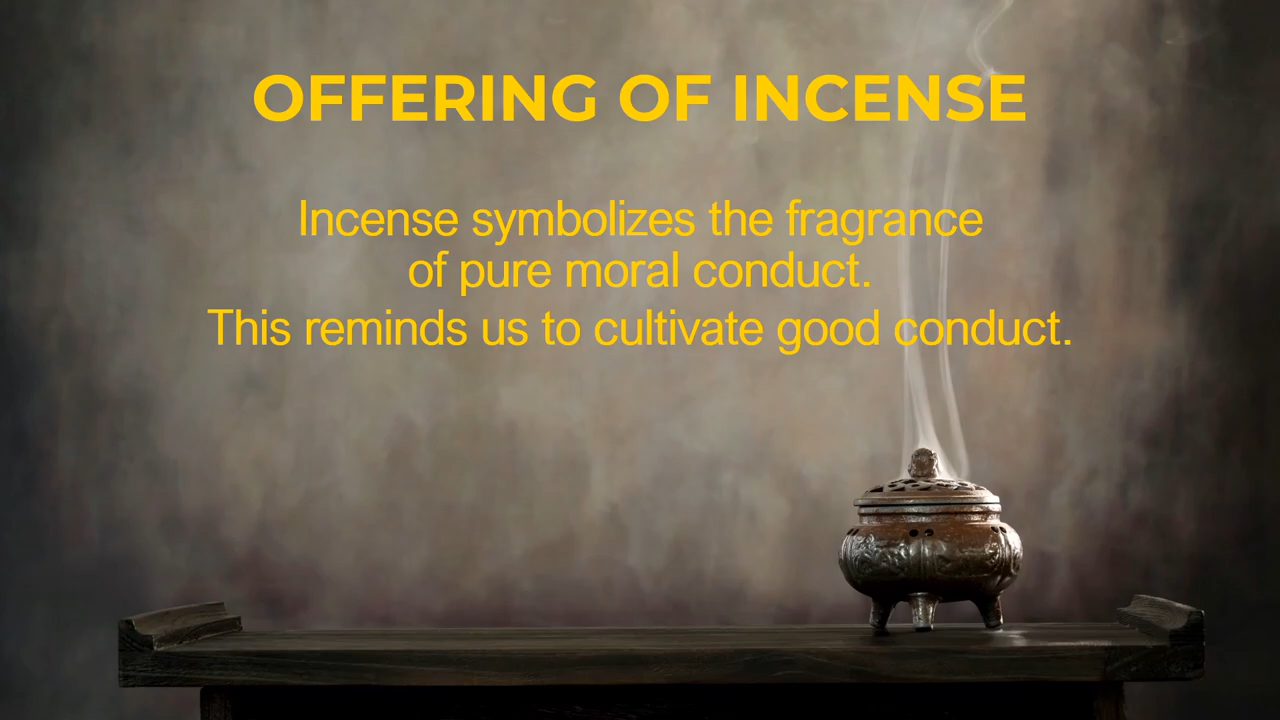 OFFERING OF INCENSE
Incense symbolizes the fragrance
of pure moral conduct.
This reminds us to cultivate good conduct.